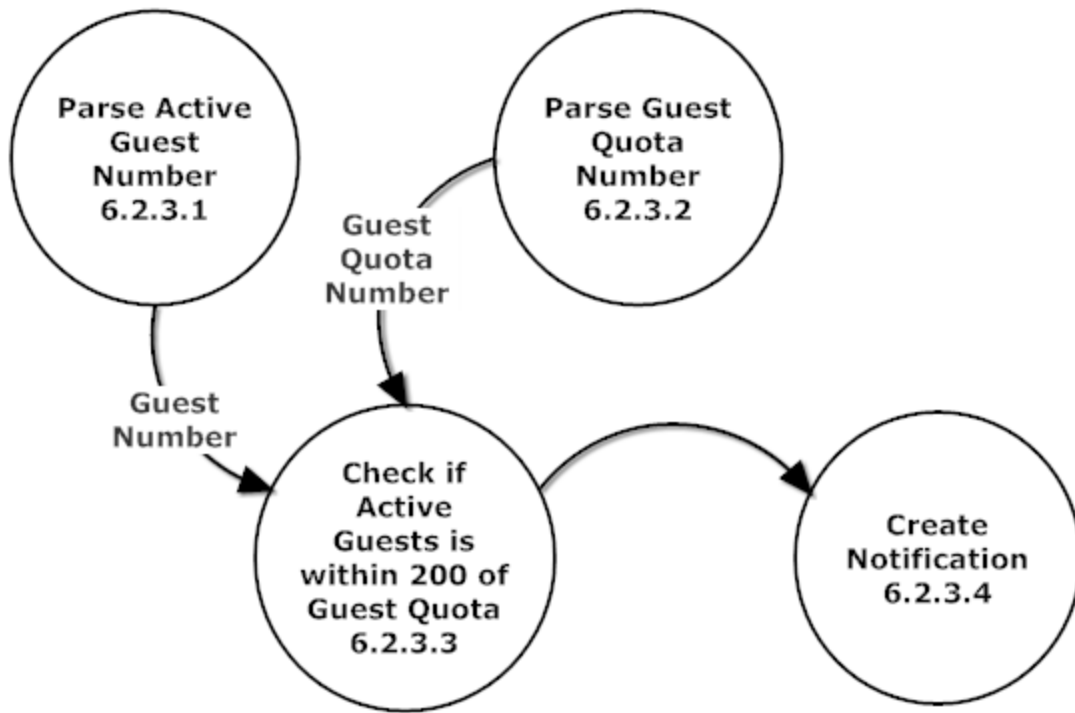 Parse Active
Guest
Number
6.2.3.1
Parse Guest
Quota
Number
6.2.3.2
Guest
Quota
Number
Guest
Number
Check if
Active
Guests is
within 200 of
Guest Quota
6.2.3.3
Create
Notification
6.2.3.4